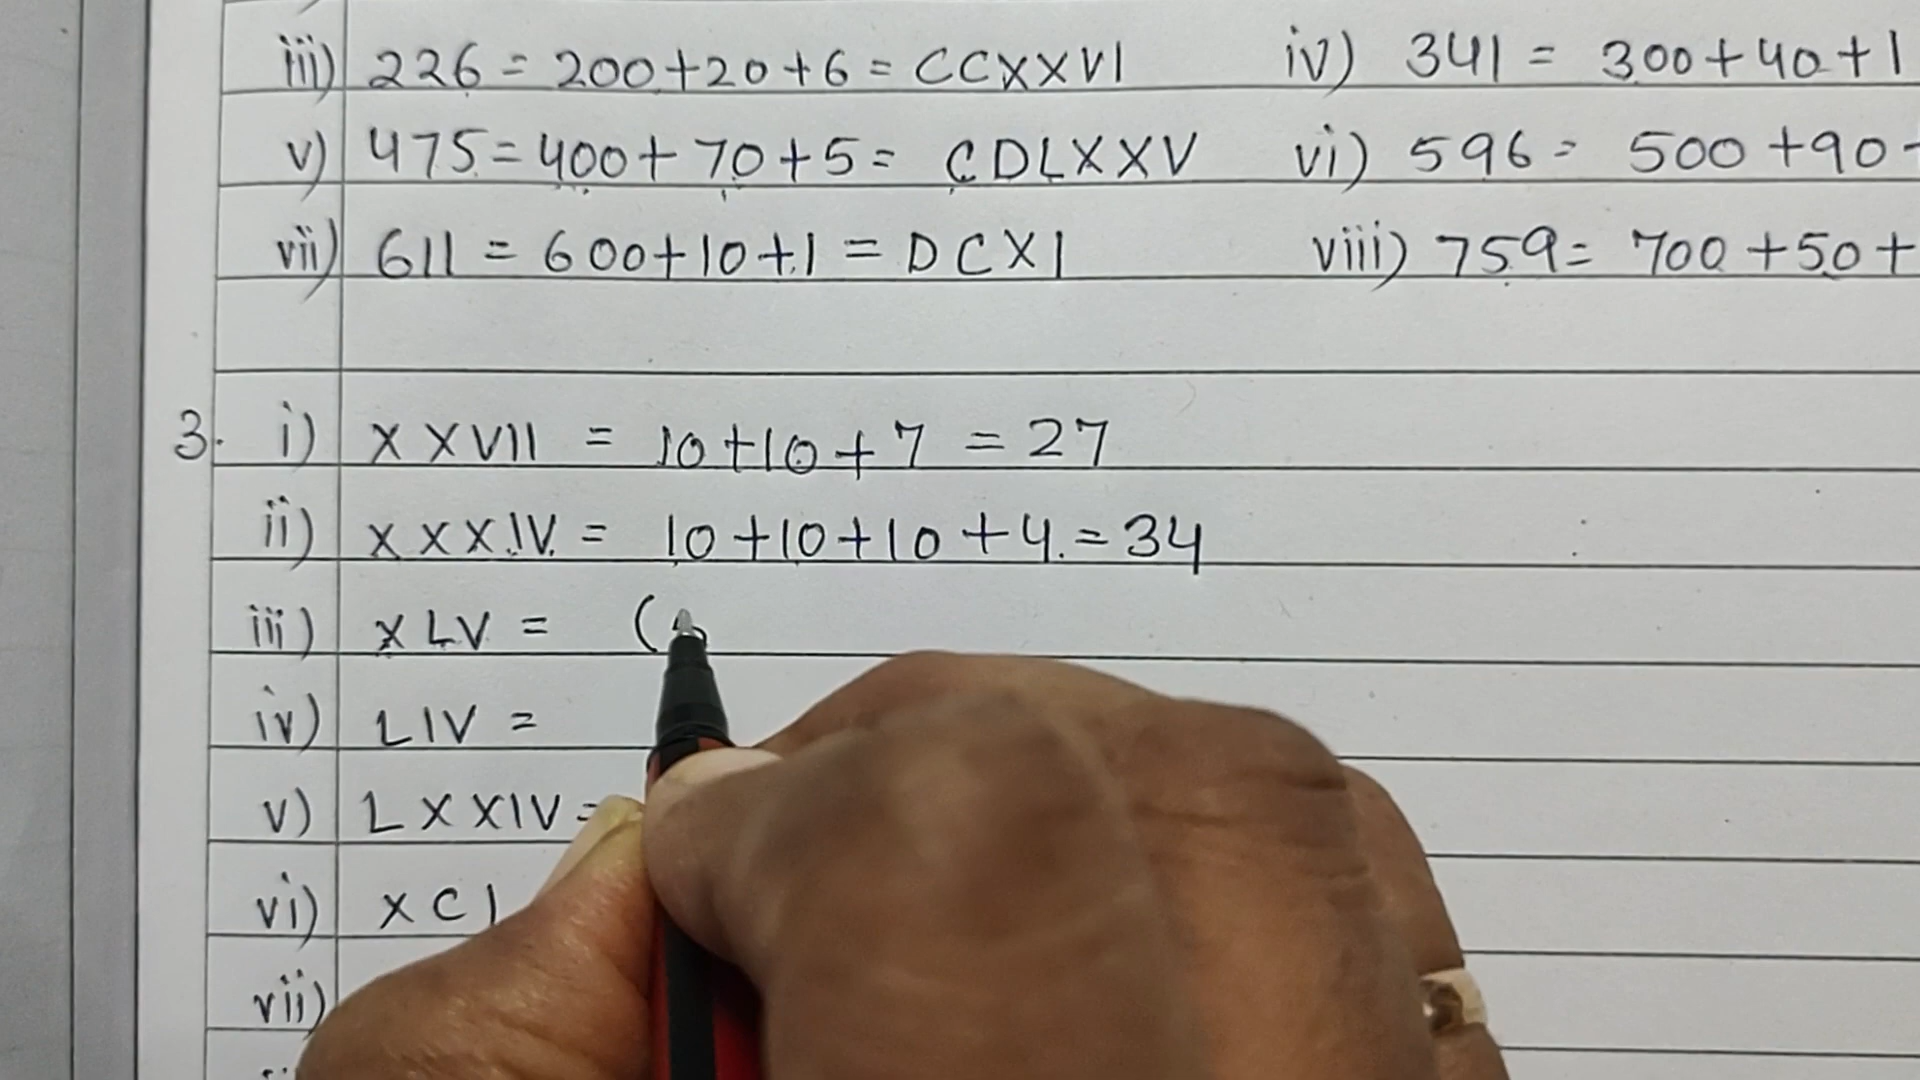 iii) 226 = 200+20+6 = CCXXVI iv) 341 = 300+40+1
v) 475 = 400+70+5 = CDLXXV vi) 596 = 500+90
vii) 611 = 600+10+1 = DCXI viii) 759 = 700+50+
3. i) XXVII = 10+10+7 = 27
ii) XXXIV = 10+10+10+4 = 34
iii) XLV = (
iv) LIV =
v) LXXIV =
vi) XCI
vii)